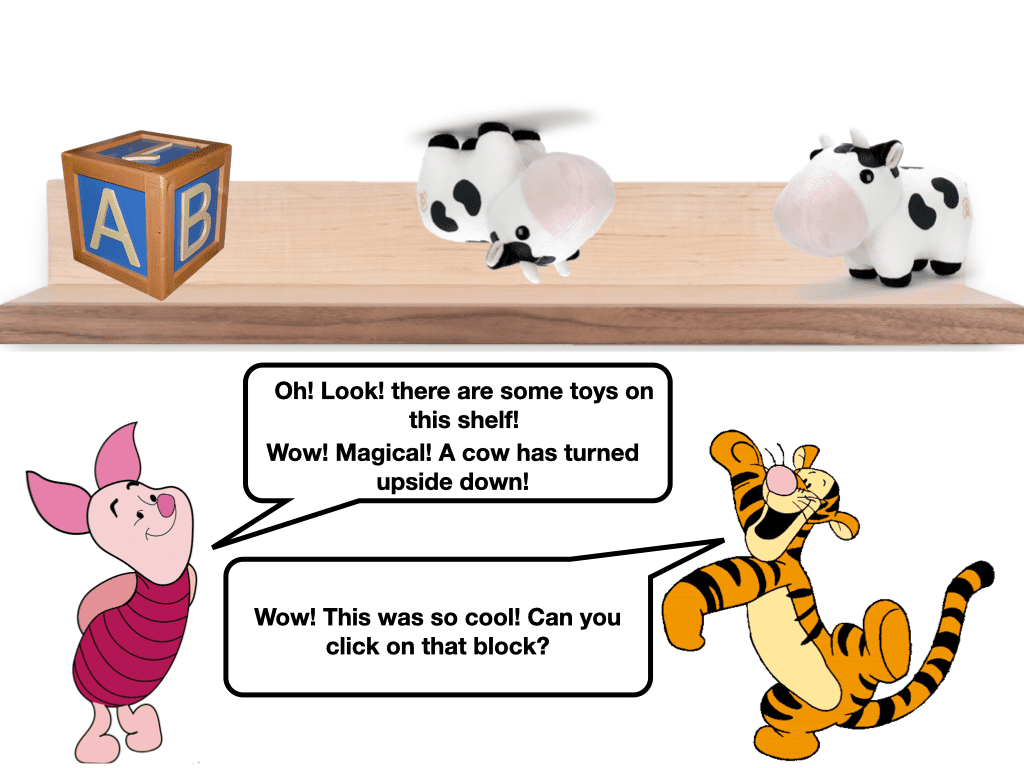 A
B
Oh! Look! there are some toys on
this shelf!
Wow! Magical! A cow has turned
upside down!
Wow! This was so cool! Can you
click on that block?